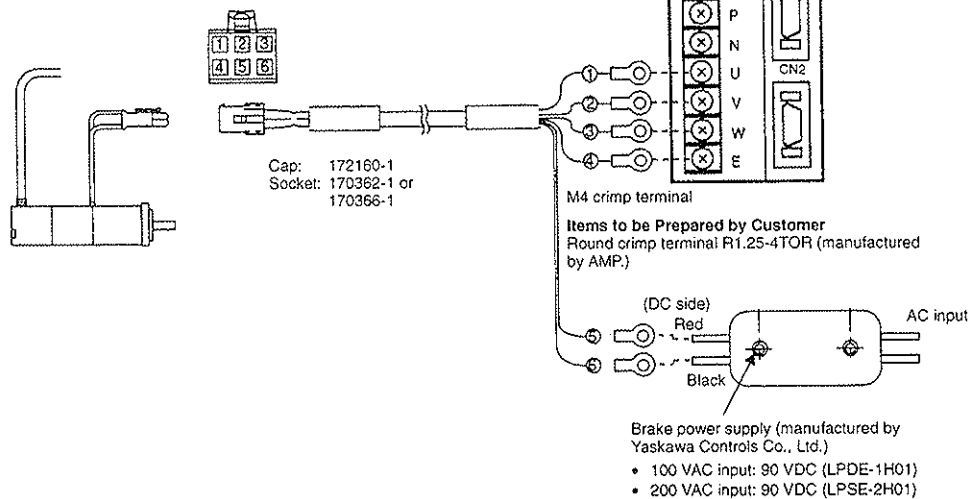 P
N
U
V
W
E
CN2
1 2 3
4 5 6
1
2
3
4
Cap: 172160-1
Socket: 170362-1 or
170366-1
M4 crimp terminal
Items to be Prepared by Customer
Round crimp terminal R1.25-4TOR (manufactured
by AMP.)
(DC side)
Red
AC input
5
6
Black
Brake power supply (manufactured by
Yaskawa Controls Co., Ltd.)
• 100 VAC input: 90 VDC (LPDE-1H01)
• 200 VAC input: 90 VDC (LPSE-2H01)